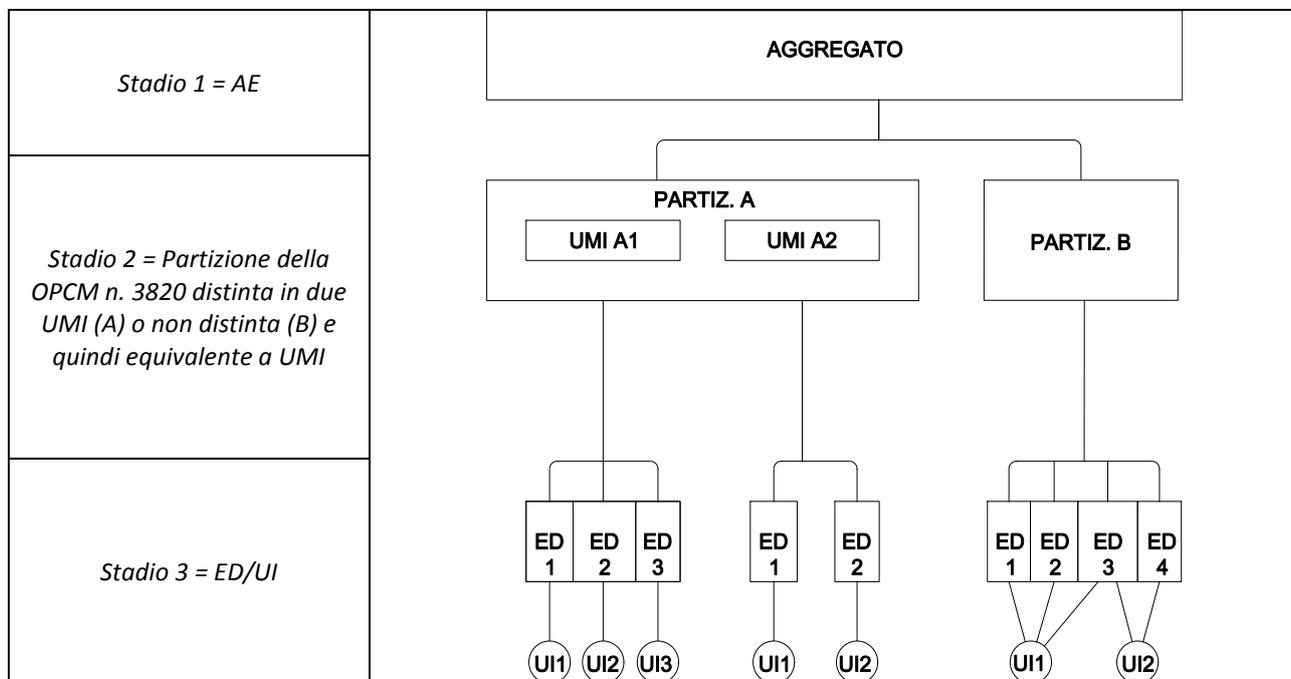 Stadio 1 = AE
AGGREGATO
Stadio 2 = Partizione della
OPCM n. 3820 distinta in due
UMI (A) o non distinta (B) e
quindi equivalente a UMI
PARTIZ. A
UMI A1
UMI A2
PARTIZ. B
Stadio 3 = ED/UI
ED
1
ED
2
ED
3
ED
1
ED
2
ED
1
ED
2
ED
3
ED
4
UI1
UI2
UI3
UI1
UI2
UI1
UI2